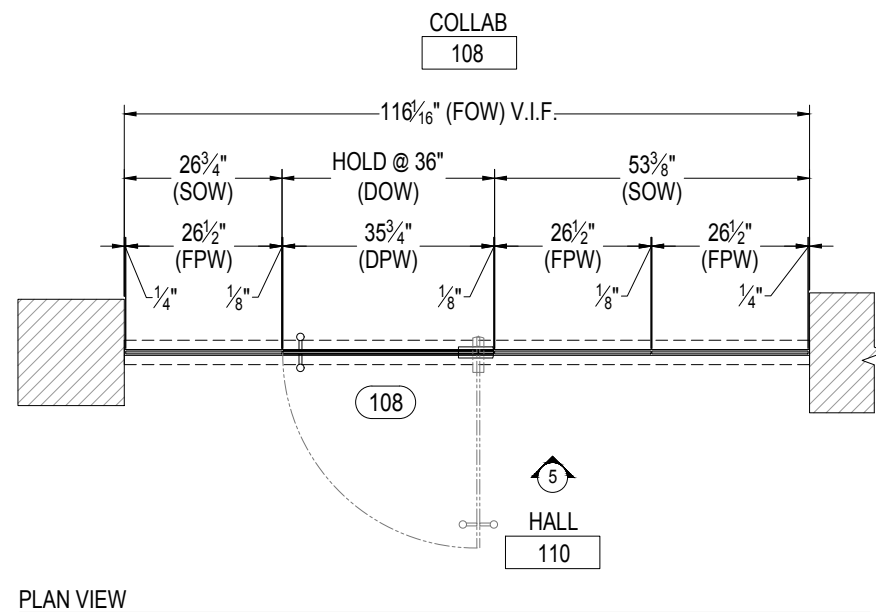 COLLAB
108
116 1/16" (FOW) V.I.F.
26 3/4"
(SOW)
HOLD @ 36"
(DOW)
53 3/8"
(SOW)
26 1/2"
(FPW)
35 3/4"
(DPW)
26 1/2"
(FPW)
26 1/2"
(FPW)
1/4"
1/8"
1/8"
1/8"
1/4"
108
5
HALL
110
PLAN VIEW